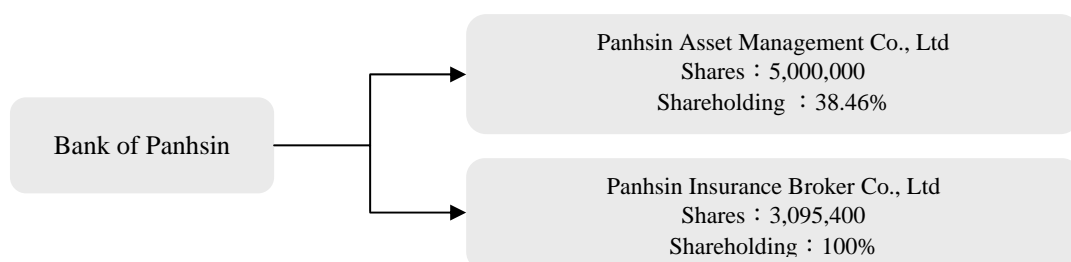 Bank of Panhsin
Panhsin Asset Management Co., Ltd
Shares：5,000,000
Shareholding ：38.46%
Panhsin Insurance Broker Co., Ltd
Shares：3,095,400
Shareholding：100%